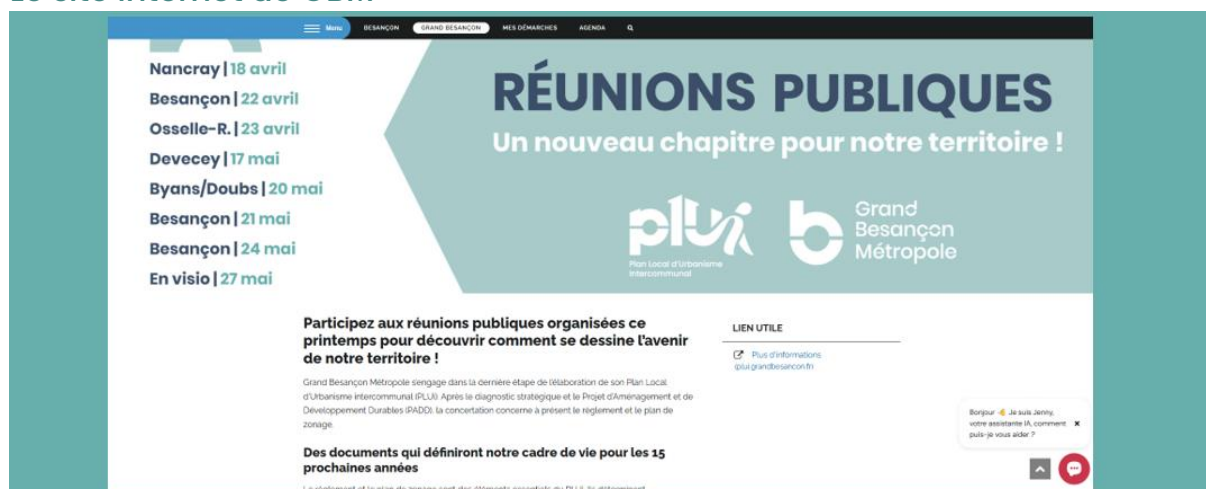 Menu BESANÇON GRAND BESANÇON MES DÉMARCHES AGENDA
Nancray | 18 avril
Besançon | 22 avril
Osselle-R. | 23 avril
Devecey | 17 mai
Byans/Doubs | 20 mai
Besançon | 21 mai
Besançon | 24 mai
En visio | 27 mai
RÉUNIONS PUBLIQUES
Un nouveau chapitre pour notre territoire !
plui
Plan Local d'Urbanisme
Intercommunal
Grand
Besançon
Métropole
Participez aux réunions publiques organisées ce
printemps pour découvrir comment se dessine l'avenir
de notre territoire !
Grand Besançon Métropole s'engage dans la dernière étape de l'élaboration de son Plan Local
d'Urbanisme intercommunal (PLUi). Après le diagnostic stratégique et le Projet d'Aménagement et de
Développement Durables (PADD), la concertation concerne à présent le règlement et le plan de
zonage.
Des documents qui définiront notre cadre de vie pour les 15
prochaines années
LIEN UTILE
Plus d'informations
(plui.grandbesancon.fr)
Bonjour 👋 Je suis Jenny,
votre assistante IA, comment
puis-je vous aider ?